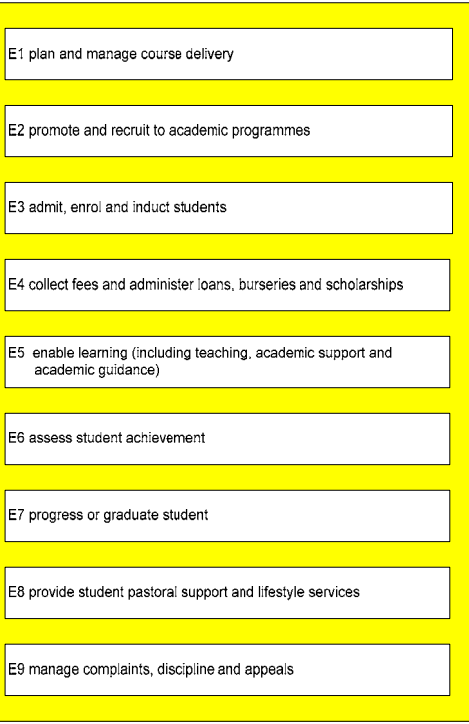 E1 plan and manage course delivery
E2 promote and recruit to academic programmes
E3 admit, enrol and induct students
E4 collect fees and administer loans, burseries and scholarships
E5 enable learning (including teaching, academic support and
academic guidance)
E6 assess student achievement
E7 progress or graduate student
E8 provide student pastoral support and lifestyle services
E9 manage complaints, discipline and appeals